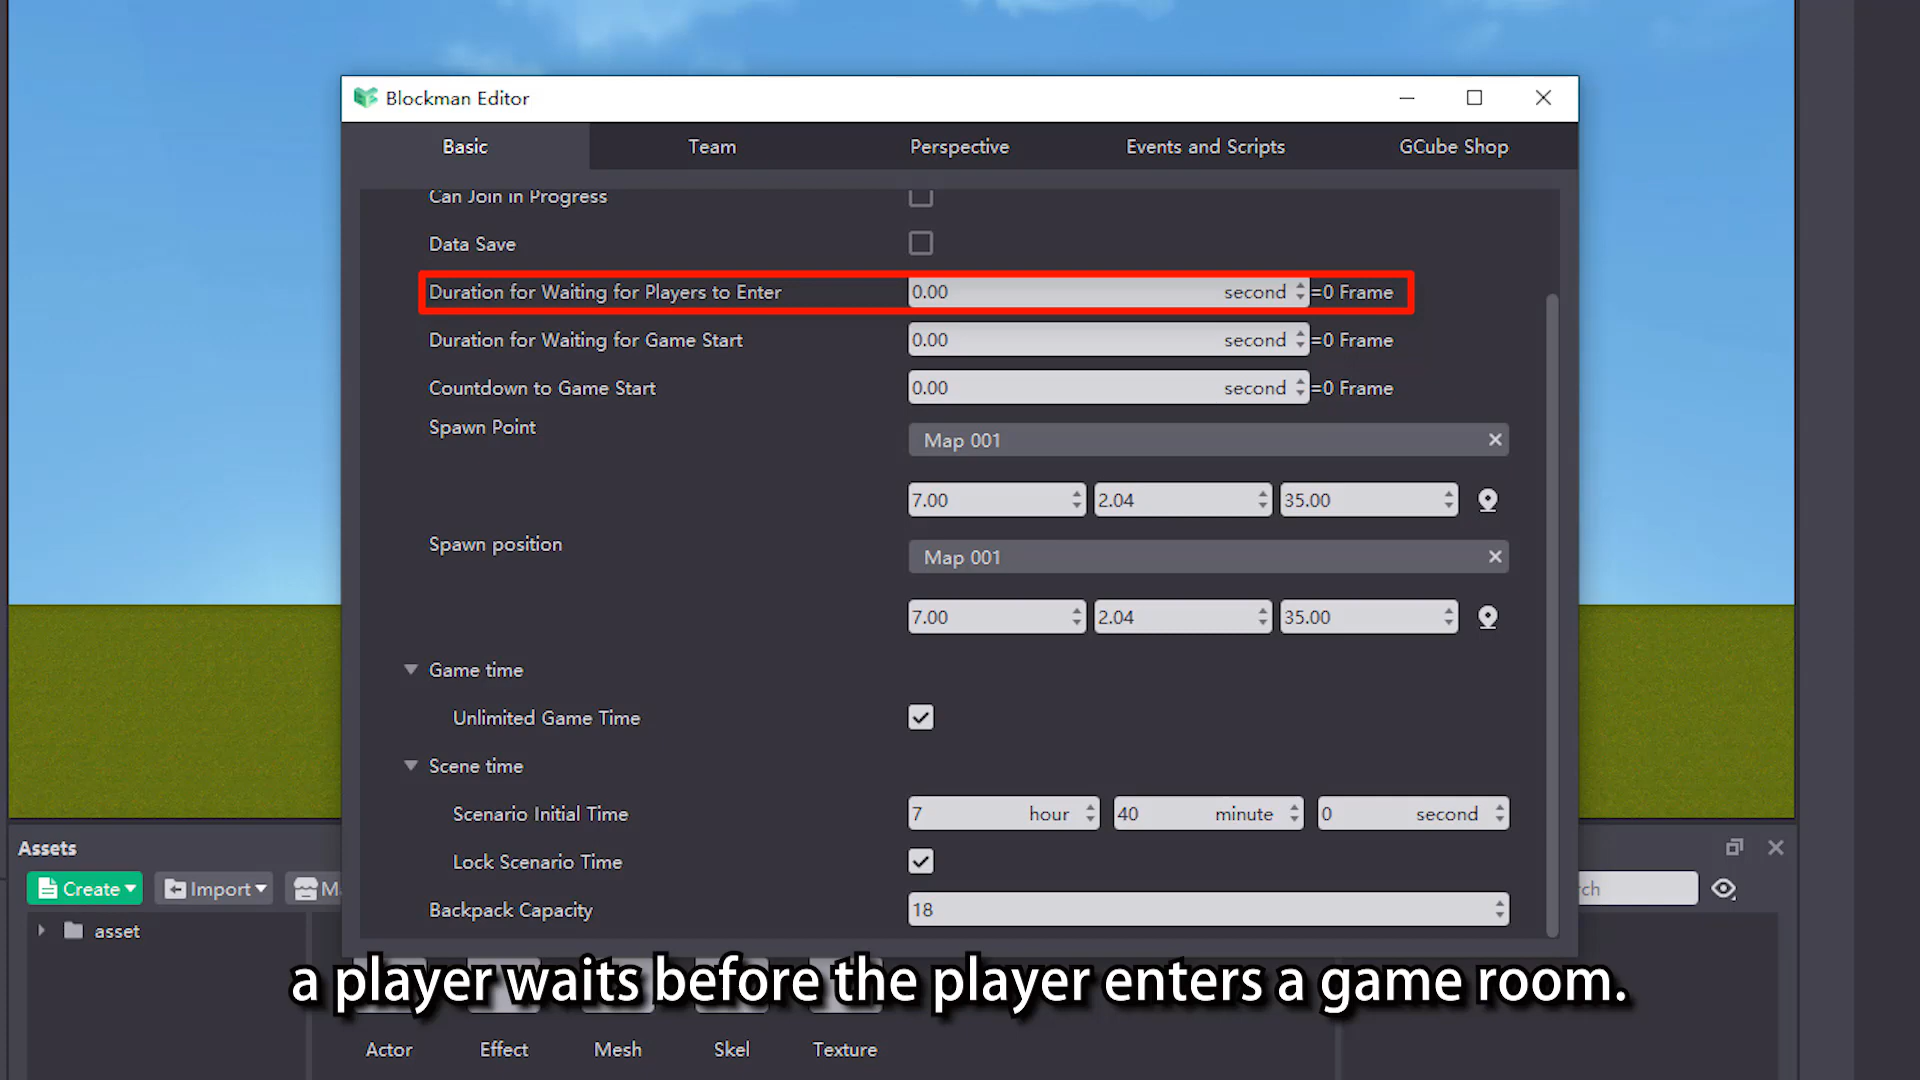 Blockman Editor
Basic Team Perspective Events and Scripts GCube Shop
Can Join in Progress
Data Save
Duration for Waiting for Players to Enter 0.00 second =0 Frame
Duration for Waiting for Game Start 0.00 second =0 Frame
Countdown to Game Start 0.00 second =0 Frame
Spawn Point
Map 001
7.00 2.04 35.00
Spawn position
Map 001
7.00 2.04 35.00
Game time
Unlimited Game Time
Scene time
Scenario Initial Time 7 hour 40 minute 0 second
Lock Scenario Time
Backpack Capacity 18
Assets
Create Import
asset
a player waits before the player enters a game room.
Actor Effect Mesh Skel Texture